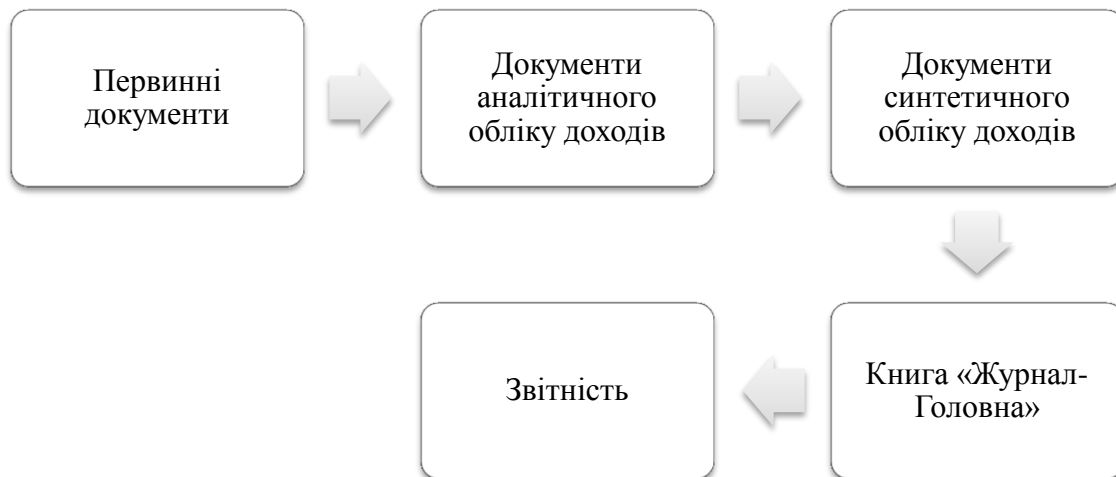 Первинні
документи
Документи
аналітичного
обліку доходів
Документи
синтетичного
обліку доходів
Книга «Журнал-
Головна»
Звітність